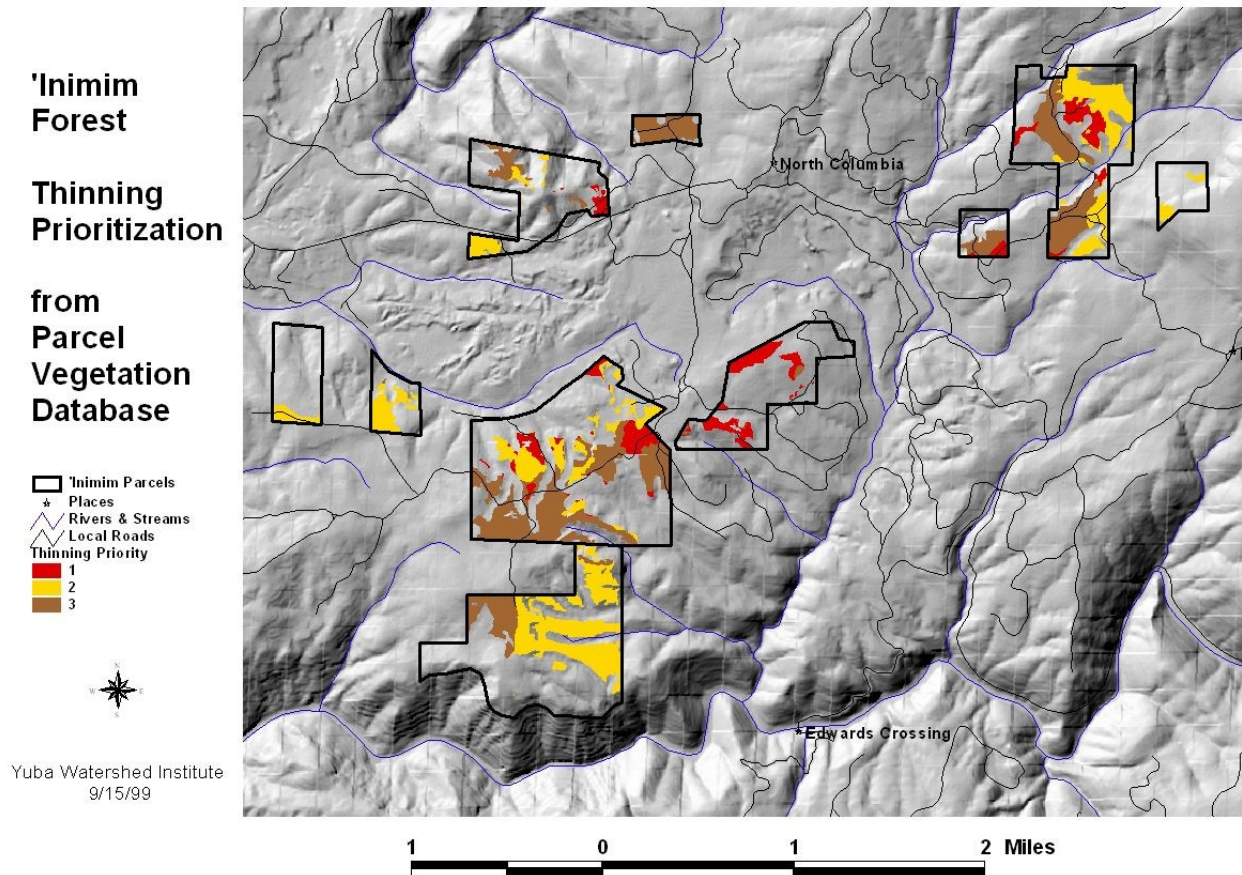 'Inimim
Forest
Thinning
Prioritization
from
Parcel
Vegetation
Database
'Inimim Parcels
Places
Rivers & Streams
Local Roads
Thinning Priority
1
2
3
N
W E
S
Yuba Watershed Institute
9/15/99
North Columbia
Edwards Crossing
1 0 1 2 Miles